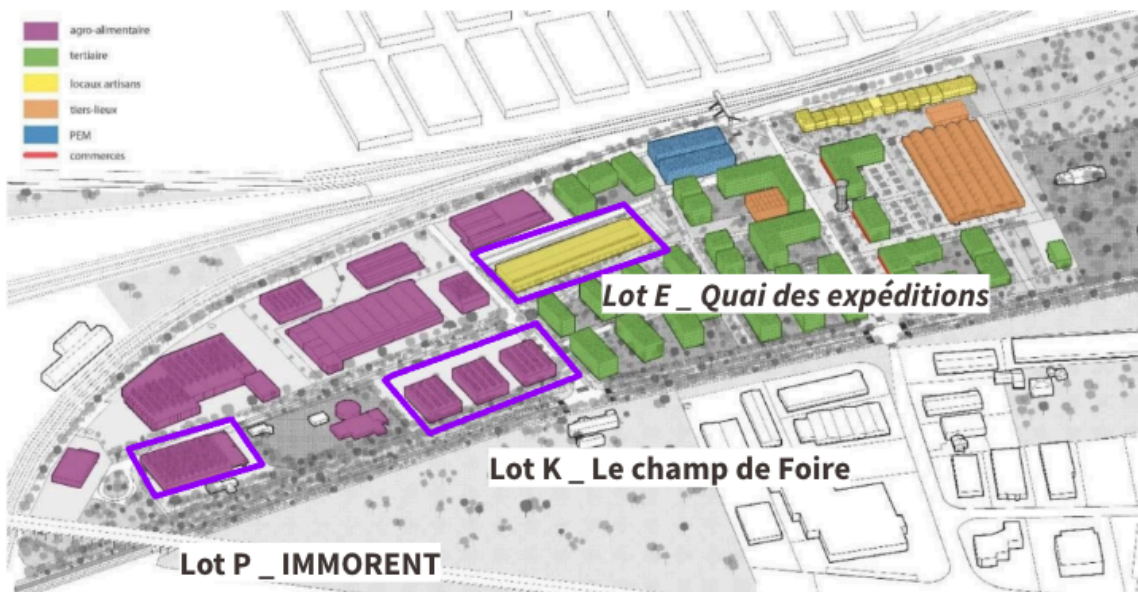 agro-alimentaire
tertiaire
locaux artisans
tiers-lieux
PEM
commerces
Lot E _ Quai des expéditions
Lot K _ Le champ de Foire
Lot P _ IMMORENT